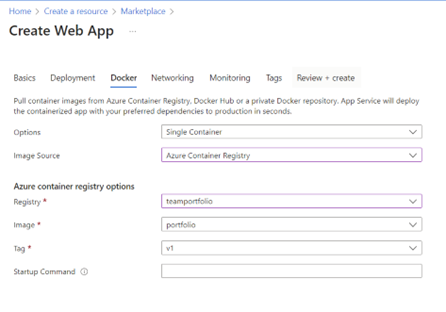 Home > Create a resource > Marketplace >
Create Web App ...
Basics Deployment Docker Networking Monitoring Tags Review + create
Pull container images from Azure Container Registry, Docker Hub or a private Docker repository. App Service will deploy
the containerized app with your preferred dependencies to production in seconds.
Options Single Container
Image Source Azure Container Registry
Azure container registry options
Registry * teamportfolio
Image * portfolio
Tag * v1
Startup Command